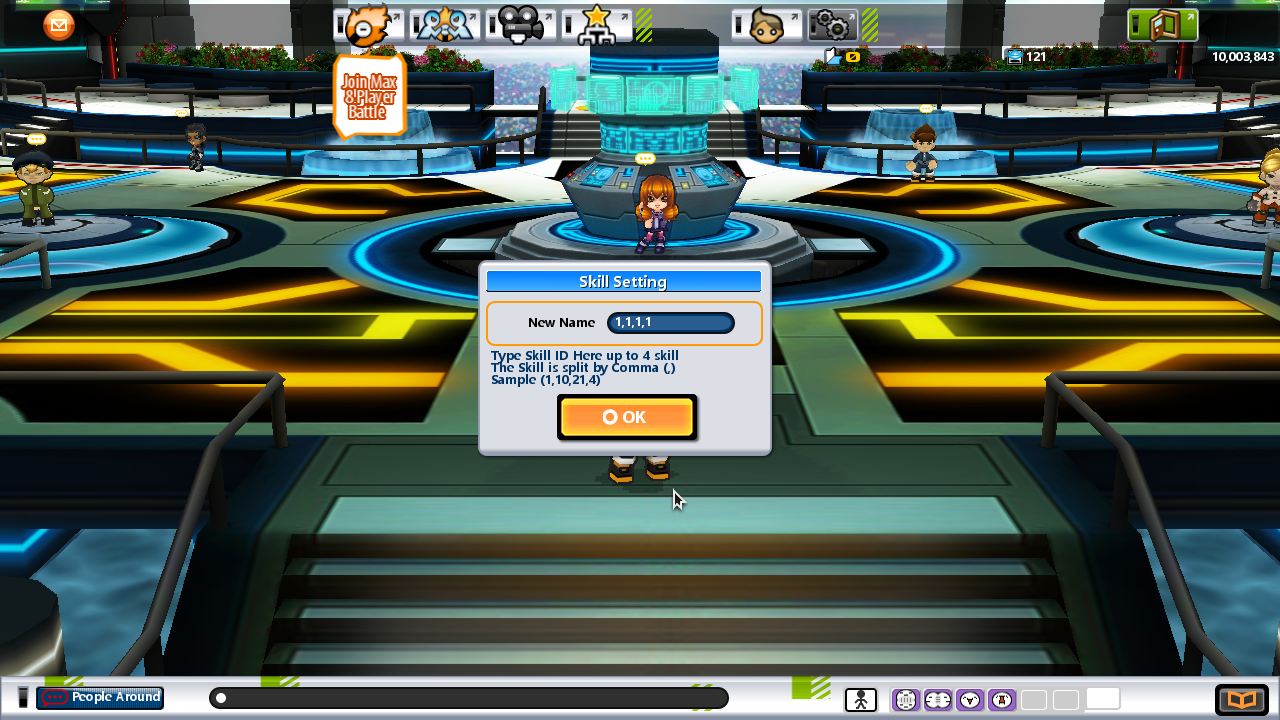 Join Max
8 Player
Battle
121
10,003,843
0
Skill Setting
New Name
1,1,1,1
Type Skill ID Here up to 4 skill
The Skill is split by Comma (,)
Sample (1,10,21,4)
OK
People Around